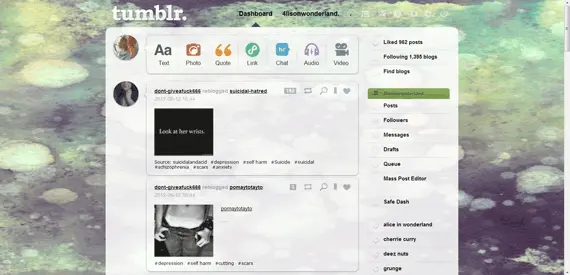 tumblr.
Dashboard 4lisonwonderland.
Aa
Text Photo Quote Link Chat Audio Video
Liked 962 posts
Following 1,395 blogs
Find blogs
Posts
Followers
Messages
Drafts
Queue
Mass Post Editor
Safe Dash
alice in wonderland
cherrie curry
deez nuts
grunge
dont-giveafuck666 reblogged suicidal-hatred
Look at her wrists.
Source: suicidalandacid #depression #self harm #Suicide #suicidal
#schizophrenia #scars #anxiety
dont-giveafuck666 reblogged pomaytotayto
pomaytotayto
#depression #self harm #cutting #scars